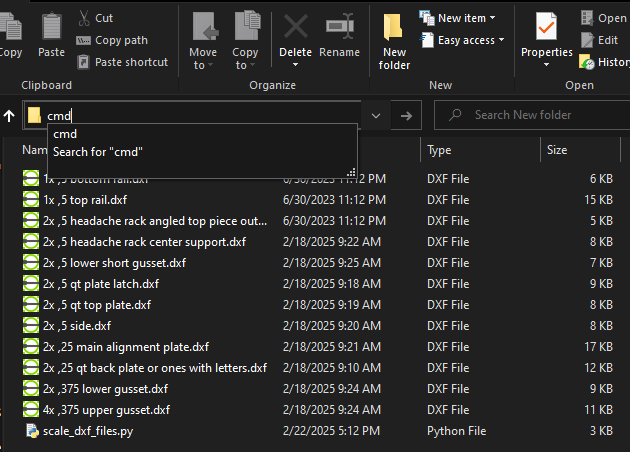 Copy Paste Cut Copy path Paste shortcut Move to Copy to Delete Rename New folder New item Easy access Properties Open Edit History
Clipboard Organize New Open
cmd Search New folder
cmd
Search for "cmd"
Type Size
1x ,5 bottom rail.dxf 6/30/2023 11:12 PM DXF File 6 KB
1x ,5 top rail.dxf 6/30/2023 11:12 PM DXF File 15 KB
2x ,5 headache rack angled top piece out... 6/30/2023 11:12 PM DXF File 5 KB
2x ,5 headache rack center support.dxf 2/18/2025 9:22 AM DXF File 8 KB
2x ,5 lower short gusset.dxf 2/18/2025 9:25 AM DXF File 7 KB
2x ,5 qt plate latch.dxf 2/18/2025 9:18 AM DXF File 9 KB
2x ,5 qt top plate.dxf 2/18/2025 9:19 AM DXF File 8 KB
2x ,5 side.dxf 2/18/2025 9:20 AM DXF File 8 KB
2x ,25 main alignment plate.dxf 2/18/2025 9:21 AM DXF File 17 KB
2x ,25 qt back plate or ones with letters.dxf 2/18/2025 9:10 AM DXF File 12 KB
2x ,375 lower gusset.dxf 2/18/2025 9:24 AM DXF File 9 KB
4x ,375 upper gusset.dxf 2/18/2025 9:24 AM DXF File 8 KB
scale_dxf_files.py 2/22/2025 5:12 PM Python File 3 KB